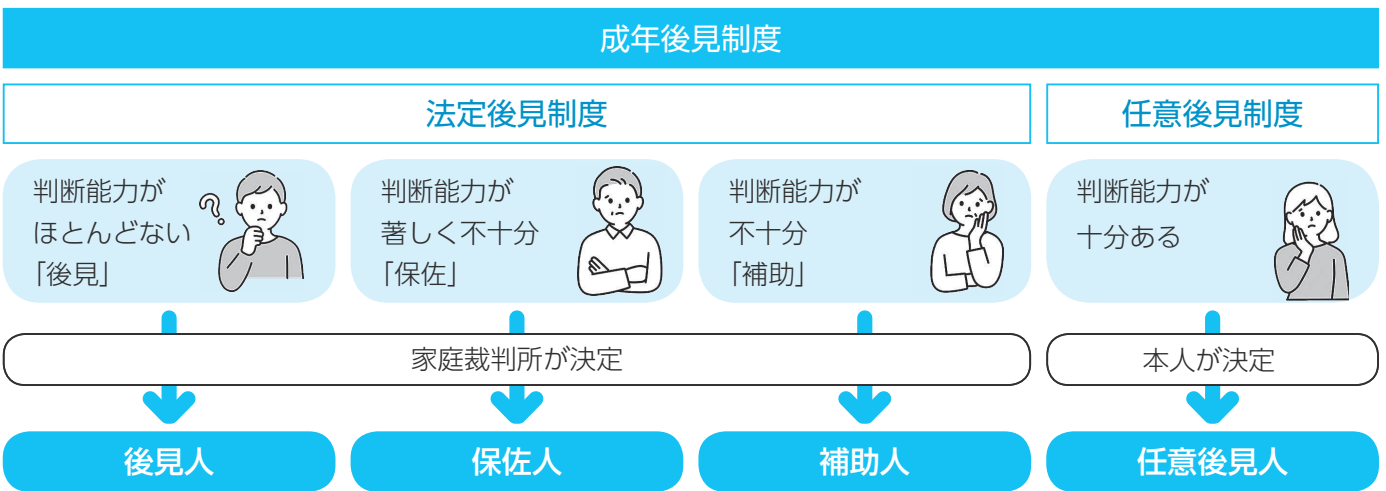 成年後見制度
法定後見制度
任意後見制度
判断能力が
ほとんどない
「後見」
判断能力が
著しく不十分
「保佐」
判断能力が
不十分
「補助」
判断能力が
十分ある
家庭裁判所が決定
本人が決定
後見人
保佐人
補助人
任意後見人